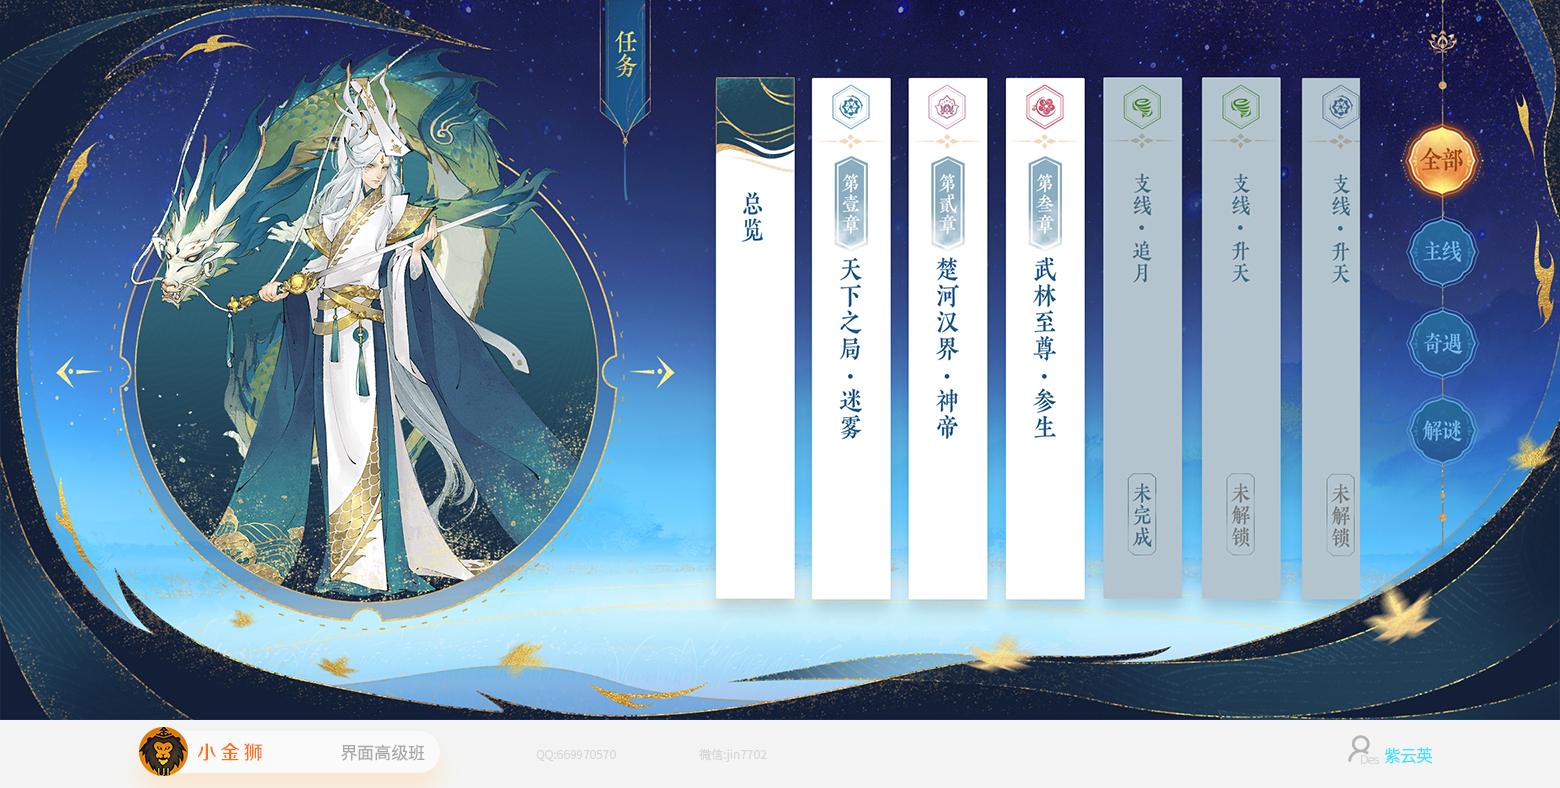 任务
总览
第壹章
天下之局·迷雾
第贰章
楚河汉界·神帝
第叁章
武林至尊·参生
支线·追月
未完成
支线·升天
未解锁
支线·升天
未解锁
全部
主线
奇遇
解谜
小金狮
界面高级班
QQ:669970570
微信:jin7702
Des
紫云英